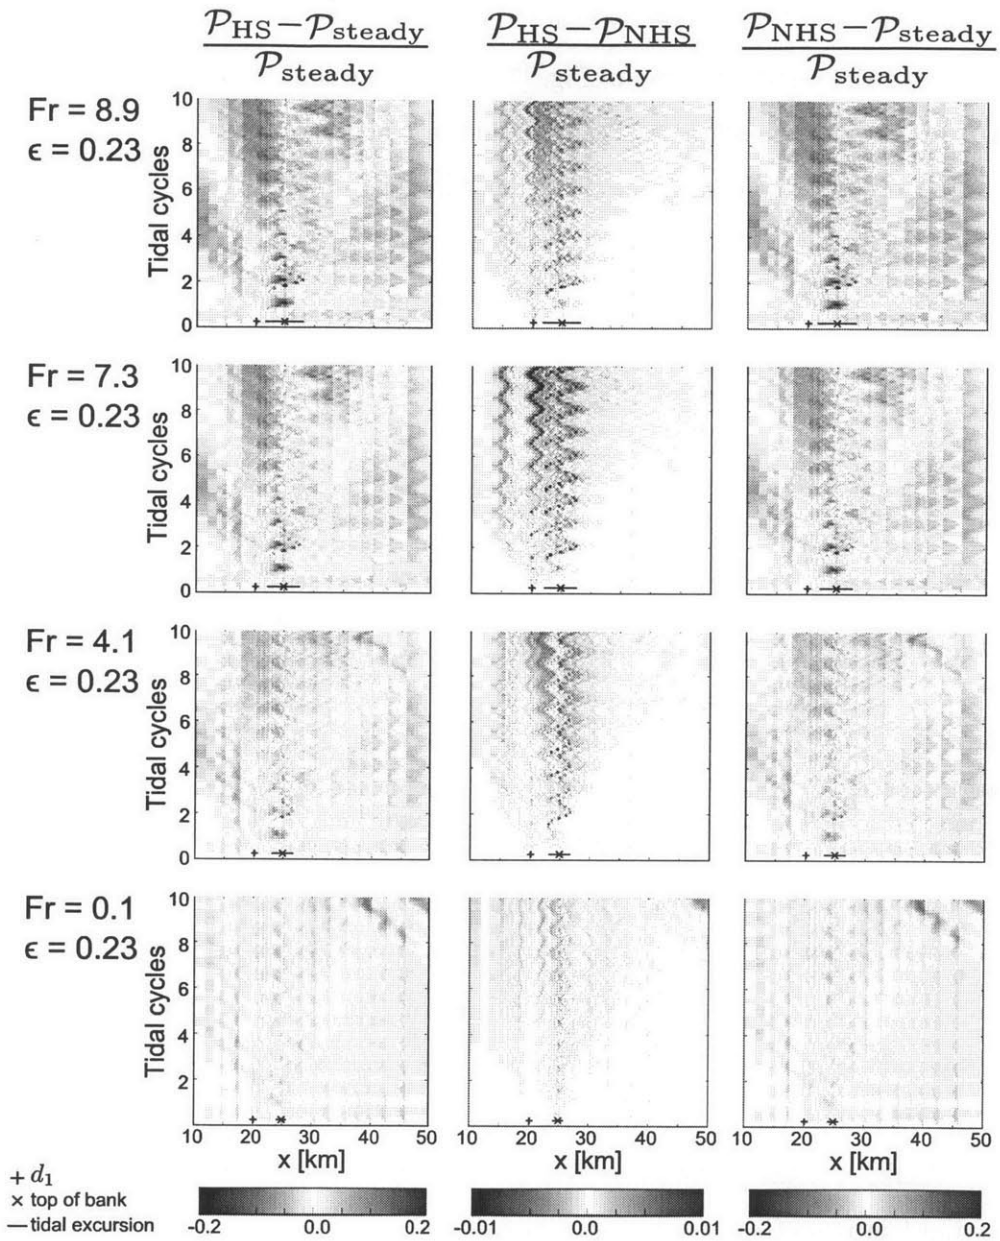 𝒫HS − 𝒫steady 𝒫HS − 𝒫NHS 𝒫NHS − 𝒫steady
𝒫steady 𝒫steady 𝒫steady
Fr = 8.9
ϵ = 0.23
Tidal cycles
10
8
6
4
2
0
Fr = 7.3
ϵ = 0.23
Tidal cycles
10
8
6
4
2
0
Fr = 4.1
ϵ = 0.23
Tidal cycles
10
8
6
4
2
0
Fr = 0.1
ϵ = 0.23
Tidal cycles
10
8
6
4
2
10 20 30 40 50 10 20 30 40 50 10 20 30 40 50
x [km] x [km] x [km]
+ d₁
× top of bank
— tidal excursion
-0.2 0.0 0.2 -0.01 0.0 0.01 -0.2 0.0 0.2